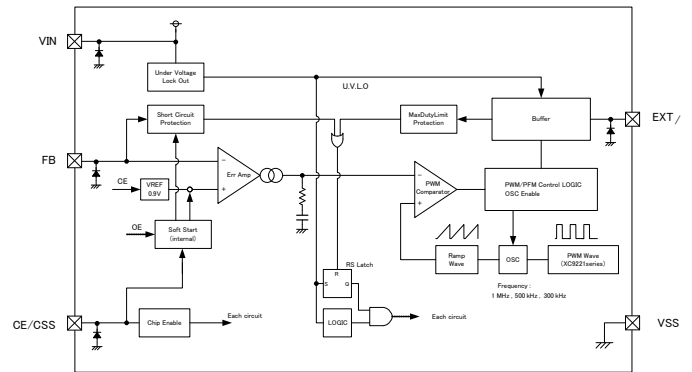 VIN
Under Voltage
Lock Out
U.V.L.O
Short Circuit
Protection
MaxDutyLimit
Protection
Buffer
EXT/
FB
CE
VREF
0.9V
-
+
Err Amp
-
+
PWM
Comparator
PWM/PFM Control LOGIC
OSC Enable
OE
Soft Start
(internal)
Ramp
Wave
OSC
PWM Wave
(XC9221series)
Frequency :
1 MHz , 500 kHz , 300 kHz
RS Latch
R
S
Q
LOGIC
Each circuit
CE/CSS
Chip Enable
Each circuit
VSS